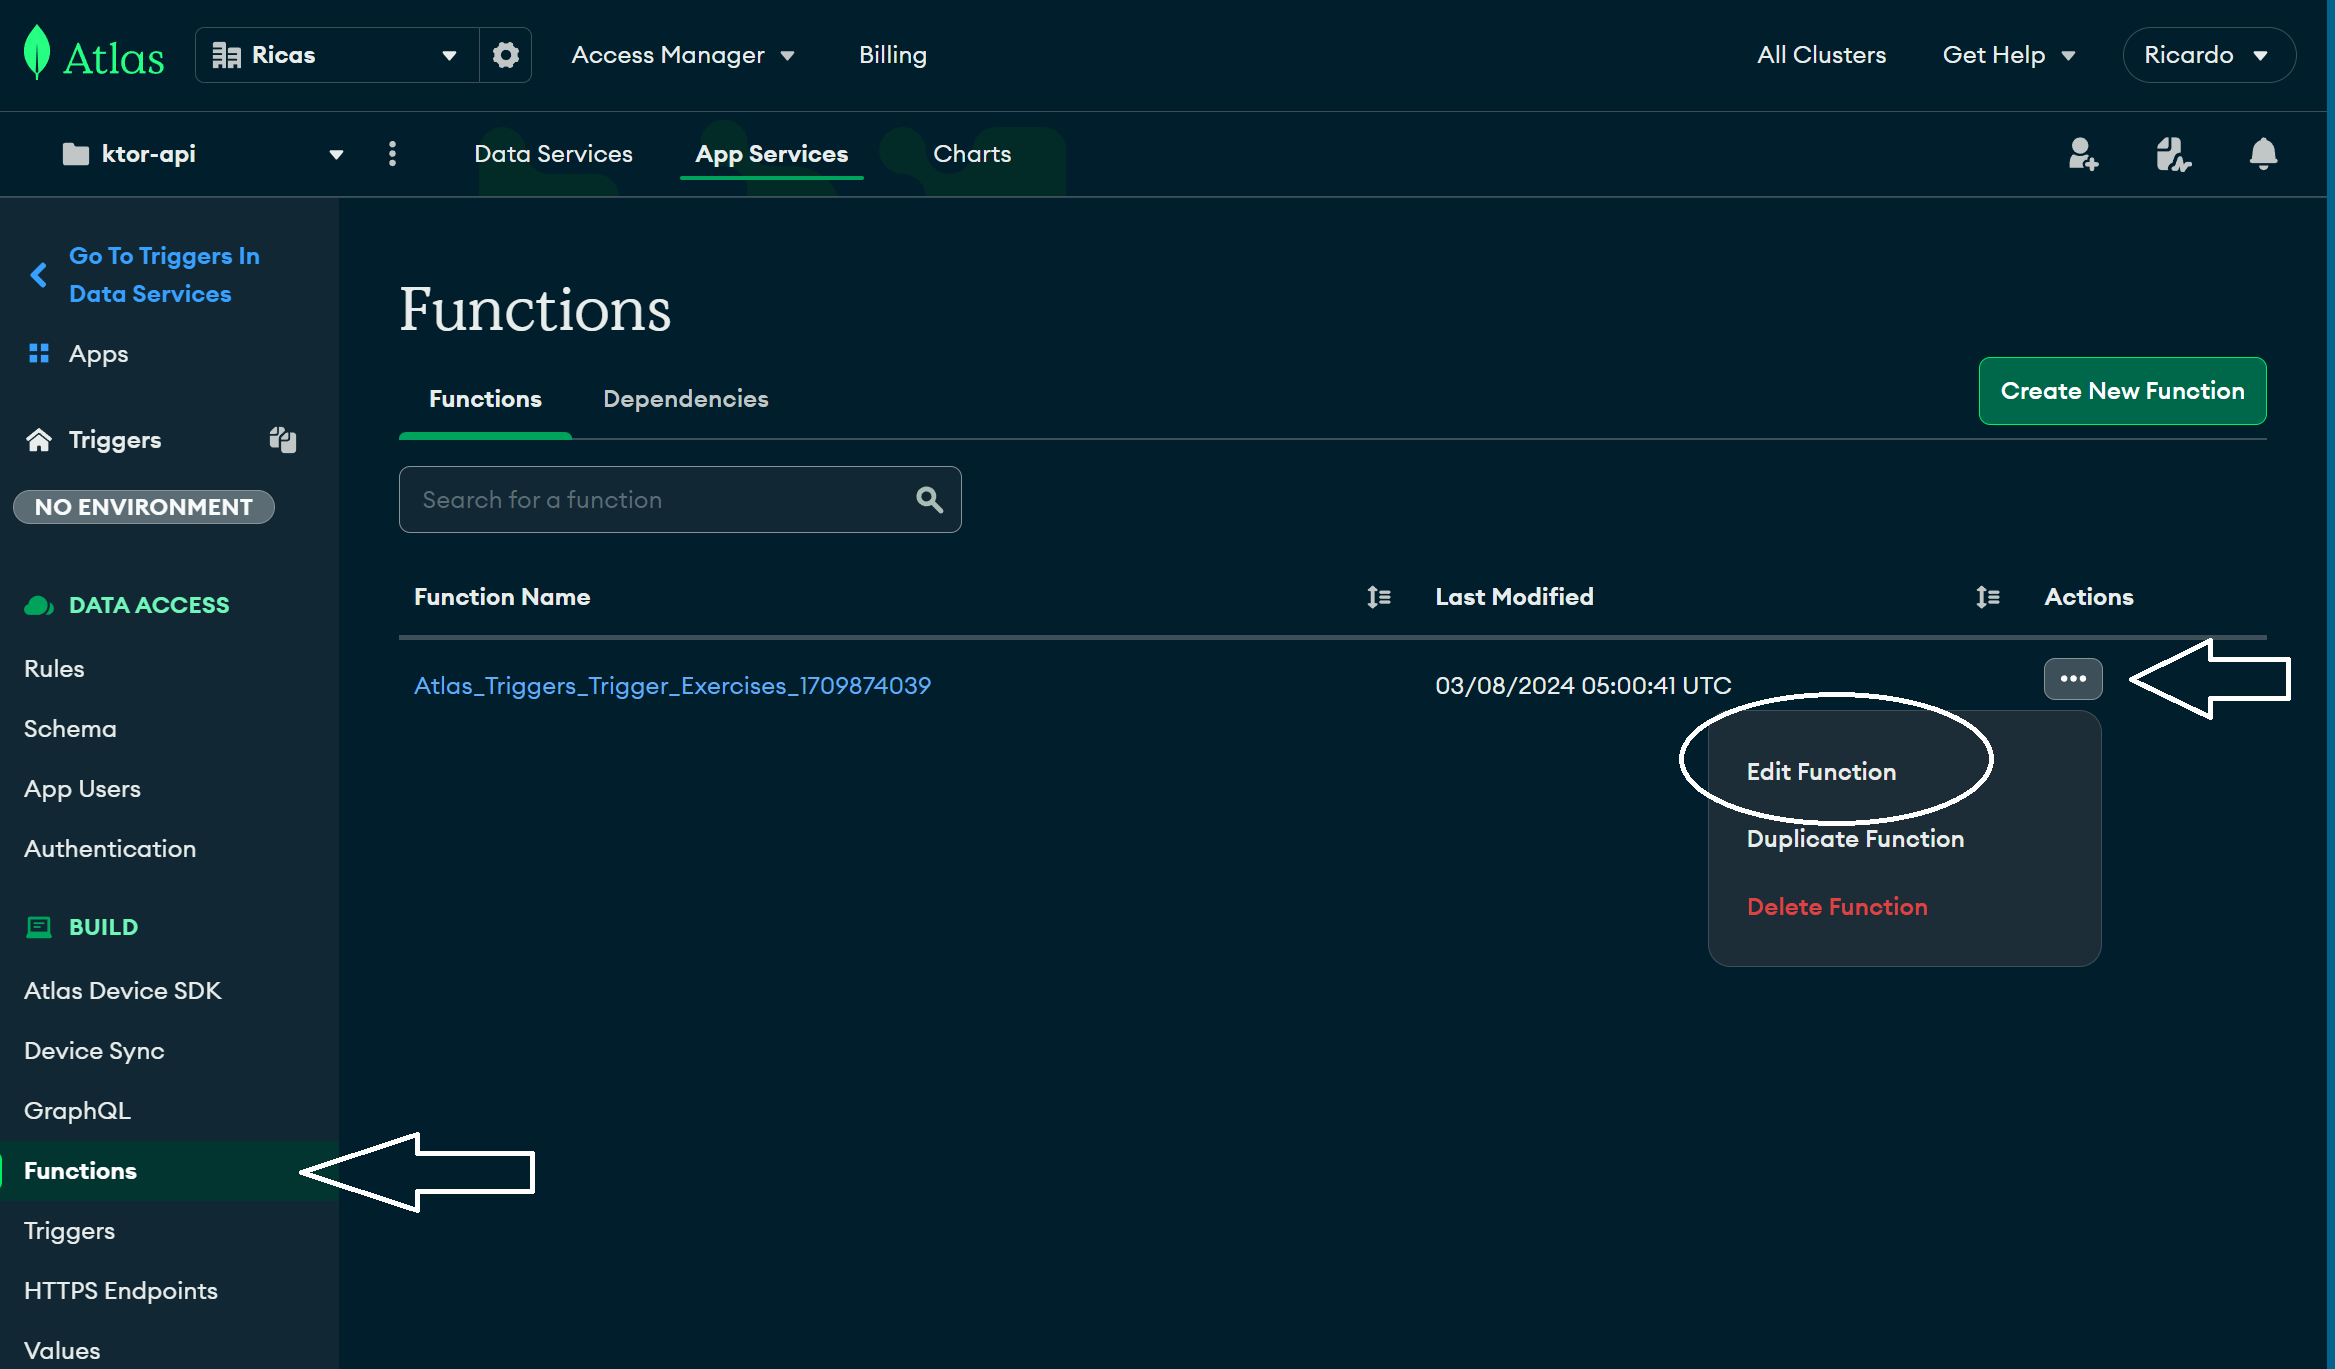 Atlas
Ricas
Access Manager
Billing
All Clusters
Get Help
Ricardo
ktor-api
Data Services
App Services
Charts
Go To Triggers In
Data Services
Apps
Triggers
NO ENVIRONMENT
DATA ACCESS
Rules
Schema
App Users
Authentication
BUILD
Atlas Device SDK
Device Sync
GraphQL
Functions
Triggers
HTTPS Endpoints
Values
Functions
Functions
Dependencies
Create New Function
Search for a function
Function Name
Last Modified
Actions
Atlas_Triggers_Trigger_Exercises_1709874039
03/08/2024 05:00:41 UTC
Edit Function
Duplicate Function
Delete Function